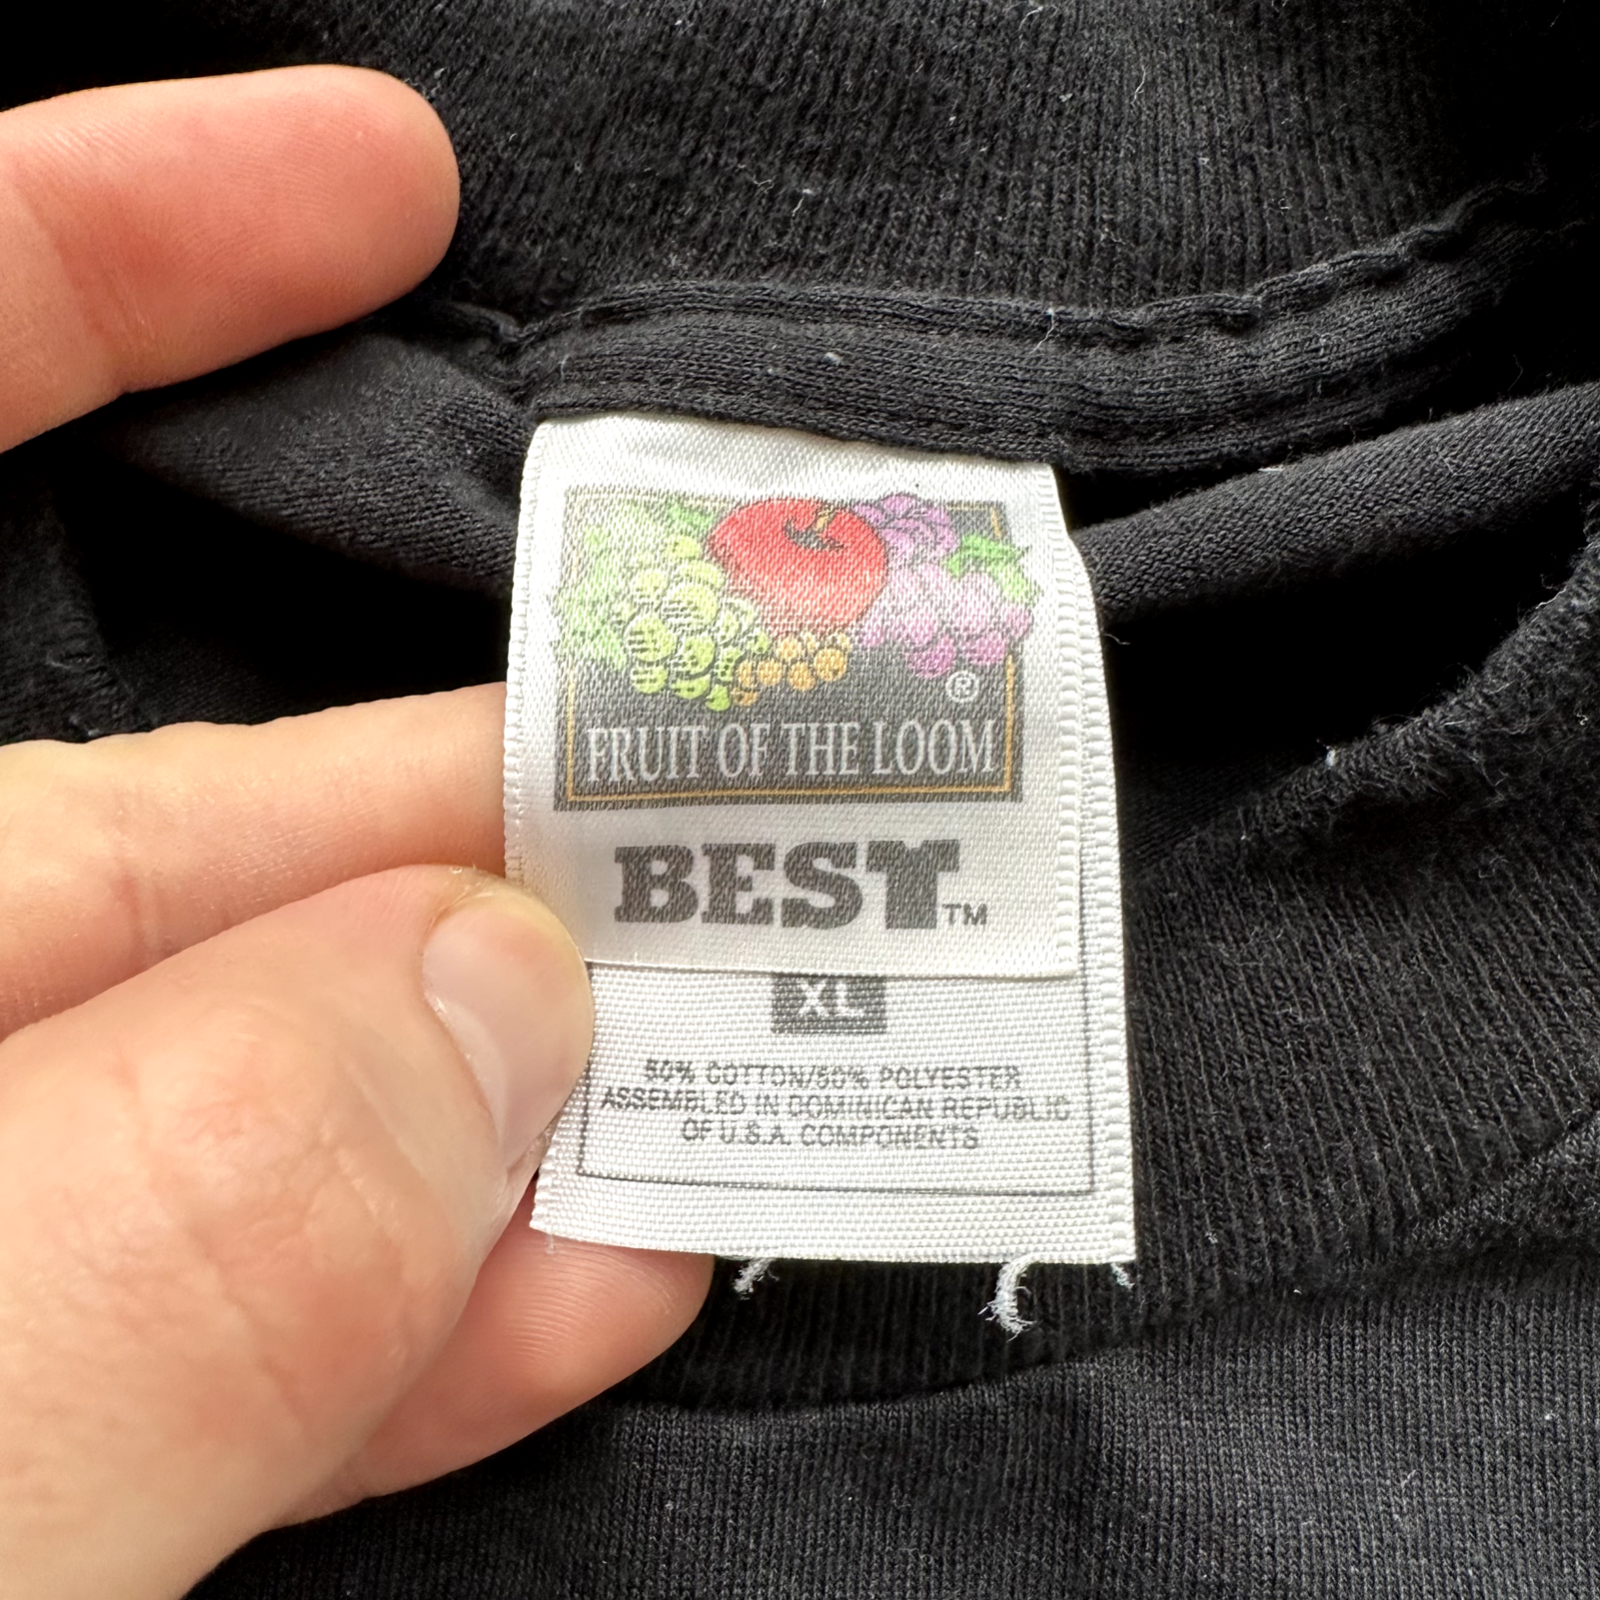 ®
FRUIT OF THE LOOM
BEST™
XL
50% COTTON/50% POLYESTER
ASSEMBLED IN DOMINICAN REPUBLIC
OF U.S.A. COMPONENTS